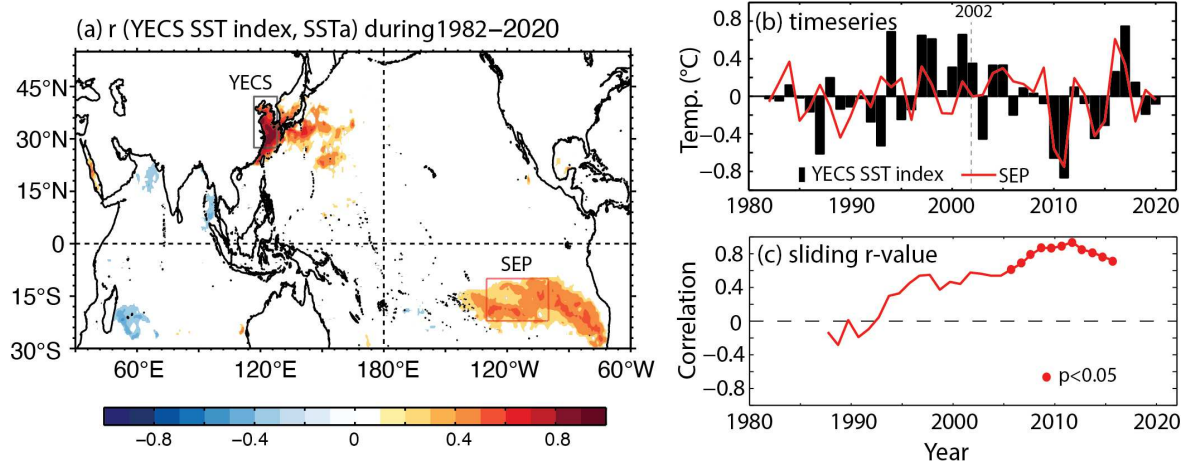 (a) r (YECS SST index, SSTa) during1982–2020
YECS
SEP
45°N
30°N
15°N
0
15°S
30°S
60°E
120°E
180°E
120°W
60°W
−0.8
−0.4
0
0.4
0.8
(b) timeseries
2002
Temp. (°C)
0.8
0.4
0
−0.4
−0.8
YECS SST index
SEP
1980
1990
2000
2010
2020
(c) sliding r-value
Correlation
0.8
0.4
0
−0.4
−0.8
p<0.05
1980
1990
2000
2010
2020
Year